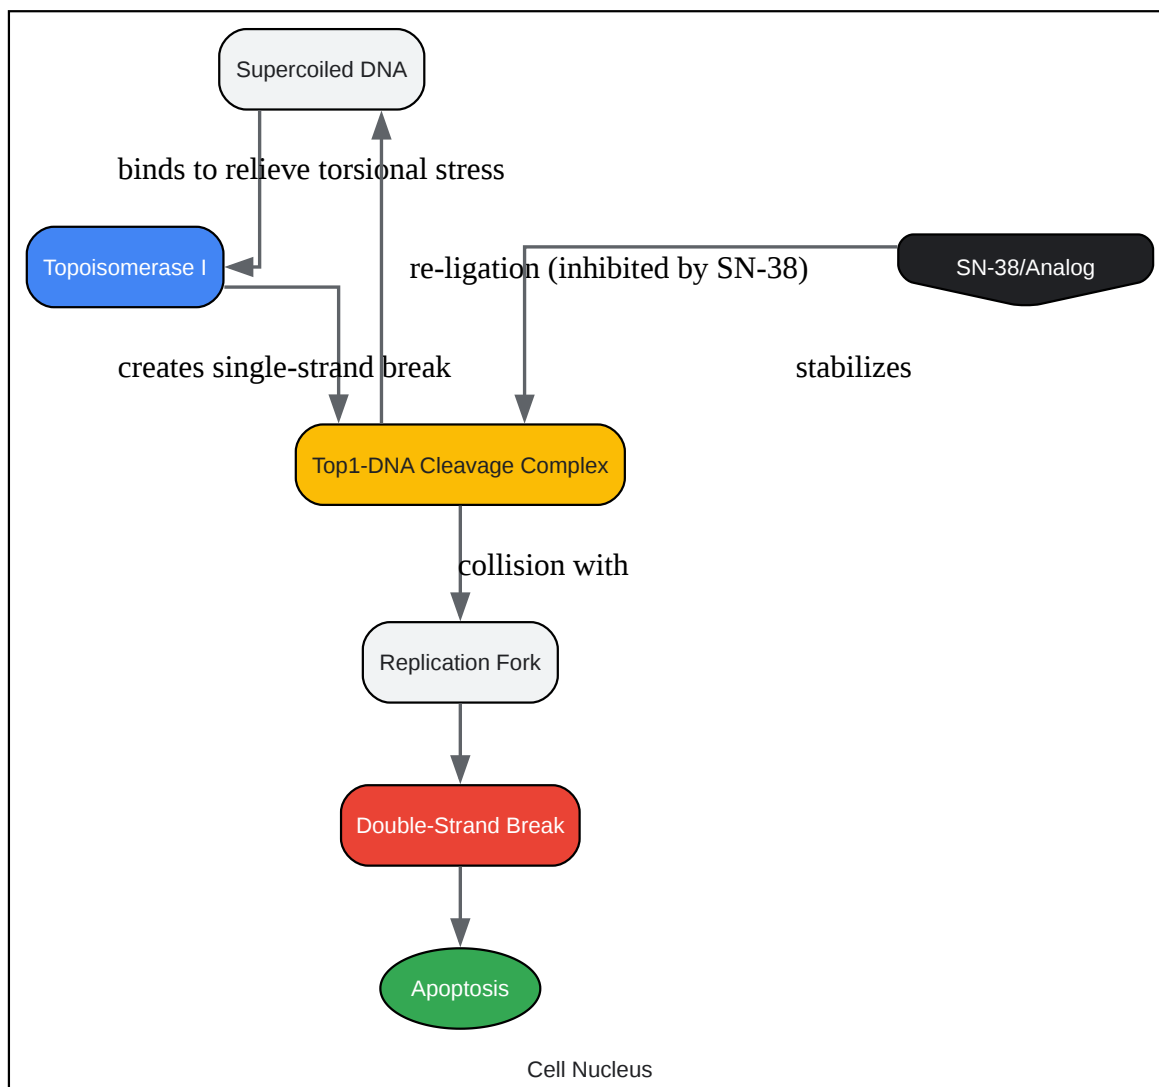 Supercoiled DNA
binds to relieve torsional stress
Topoisomerase I
re-ligation (inhibited by SN-38)
SN-38/Analog
creates single-strand break
stabilizes
Top1-DNA Cleavage Complex
collision with
Replication Fork
Double-Strand Break
Apoptosis
Cell Nucleus